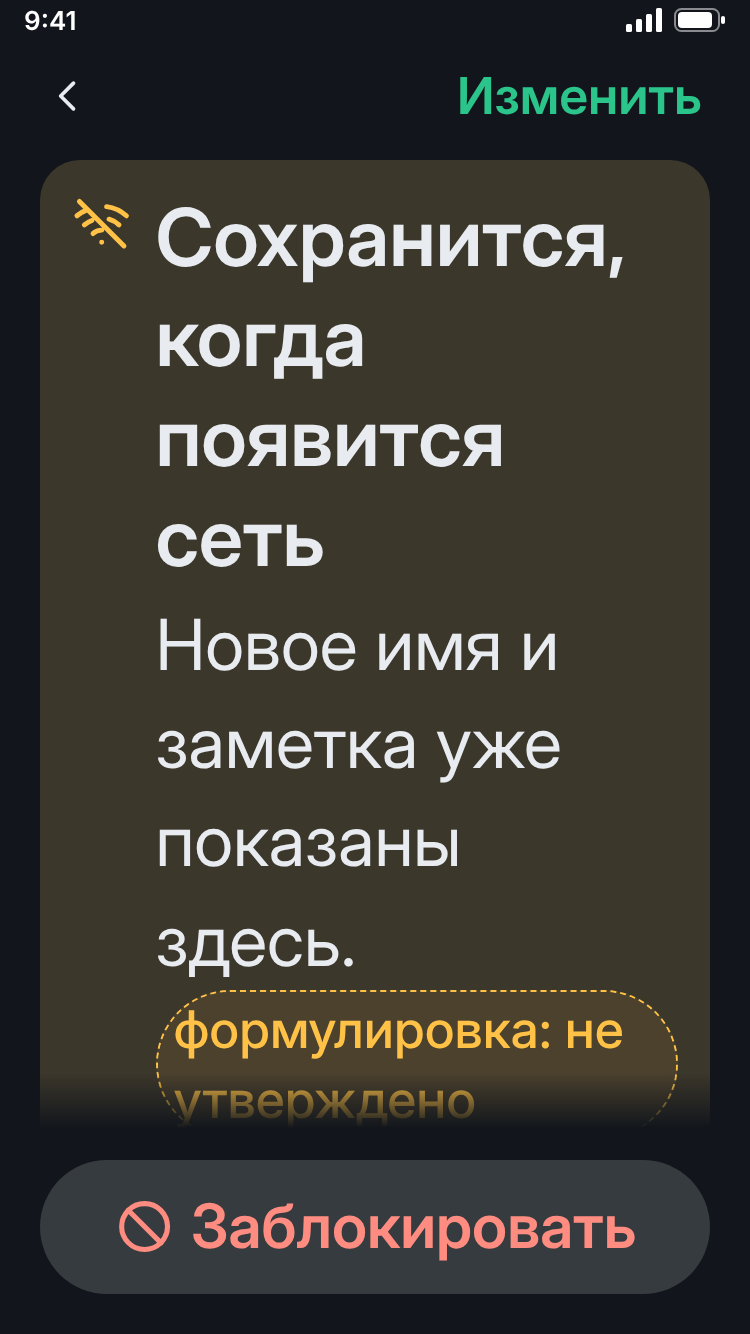 9:41
Изменить
Сохранится,
когда
появится
сеть
Новое имя и
заметка уже
показаны
здесь.
формулировка: не
утверждено
Заблокировать